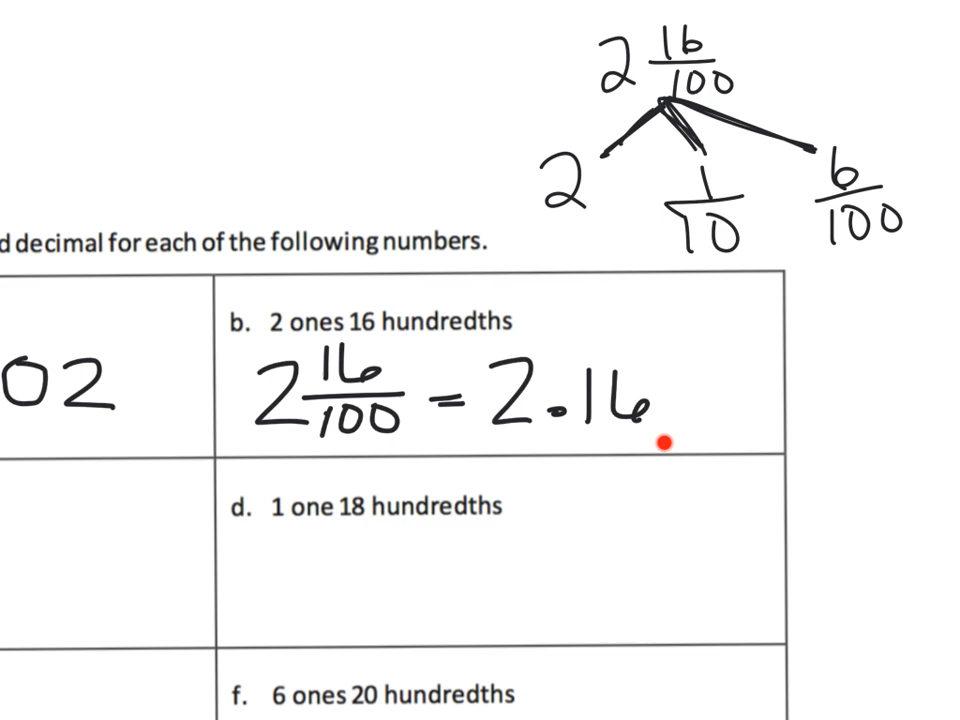 2 16/100
2 1/10 6/100
d decimal for each of the following numbers.
b. 2 ones 16 hundredths
02
2 16/100 = 2.16
d. 1 one 18 hundredths
f. 6 ones 20 hundredths